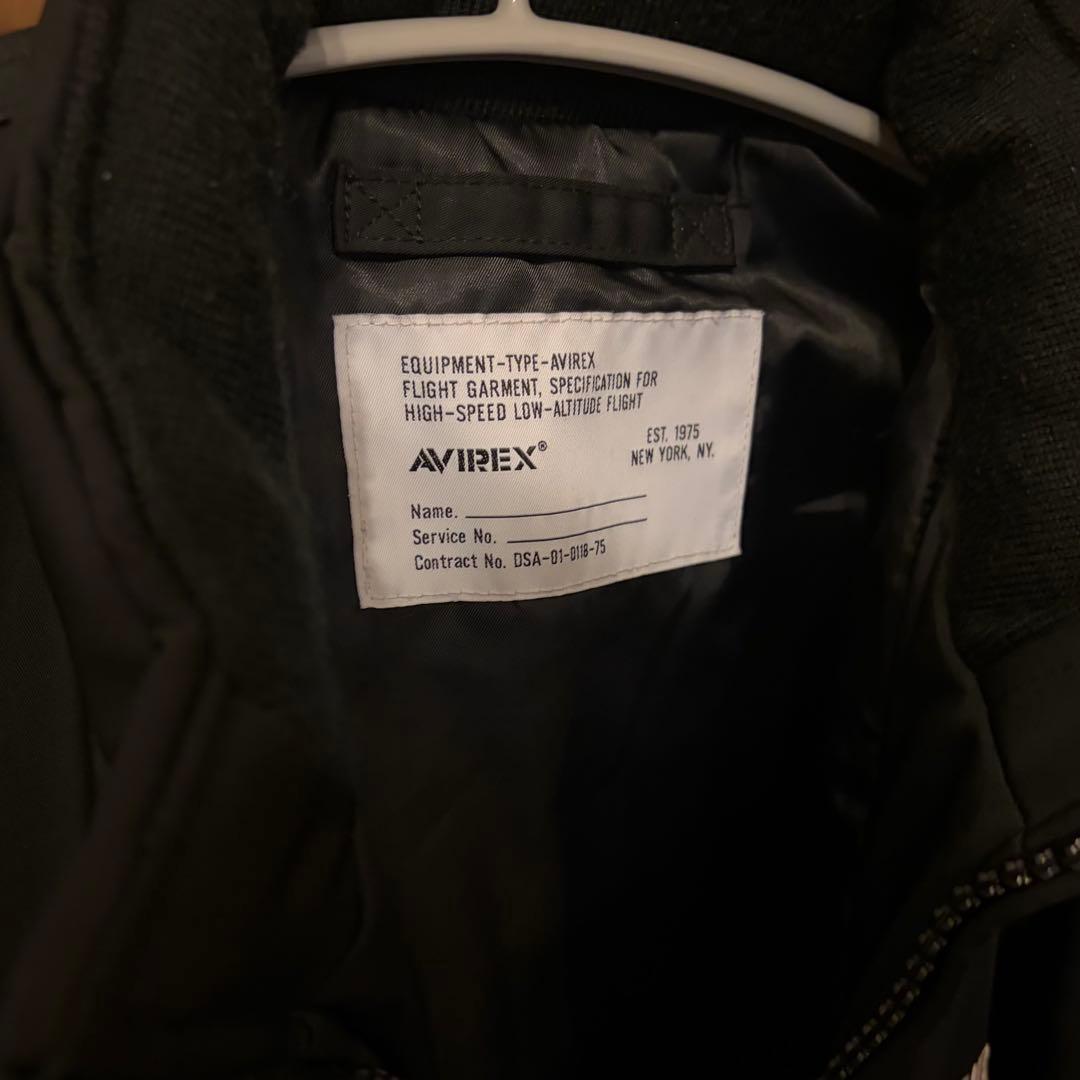 EQUIPMENT-TYPE-AVIREX
FLIGHT GARMENT, SPECIFICATION FOR
HIGH-SPEED LOW-ALTITUDE FLIGHT
AVIREX®
EST. 1975
NEW YORK, NY.
Name.
Service No.
Contract No. DSA-01-0118-75